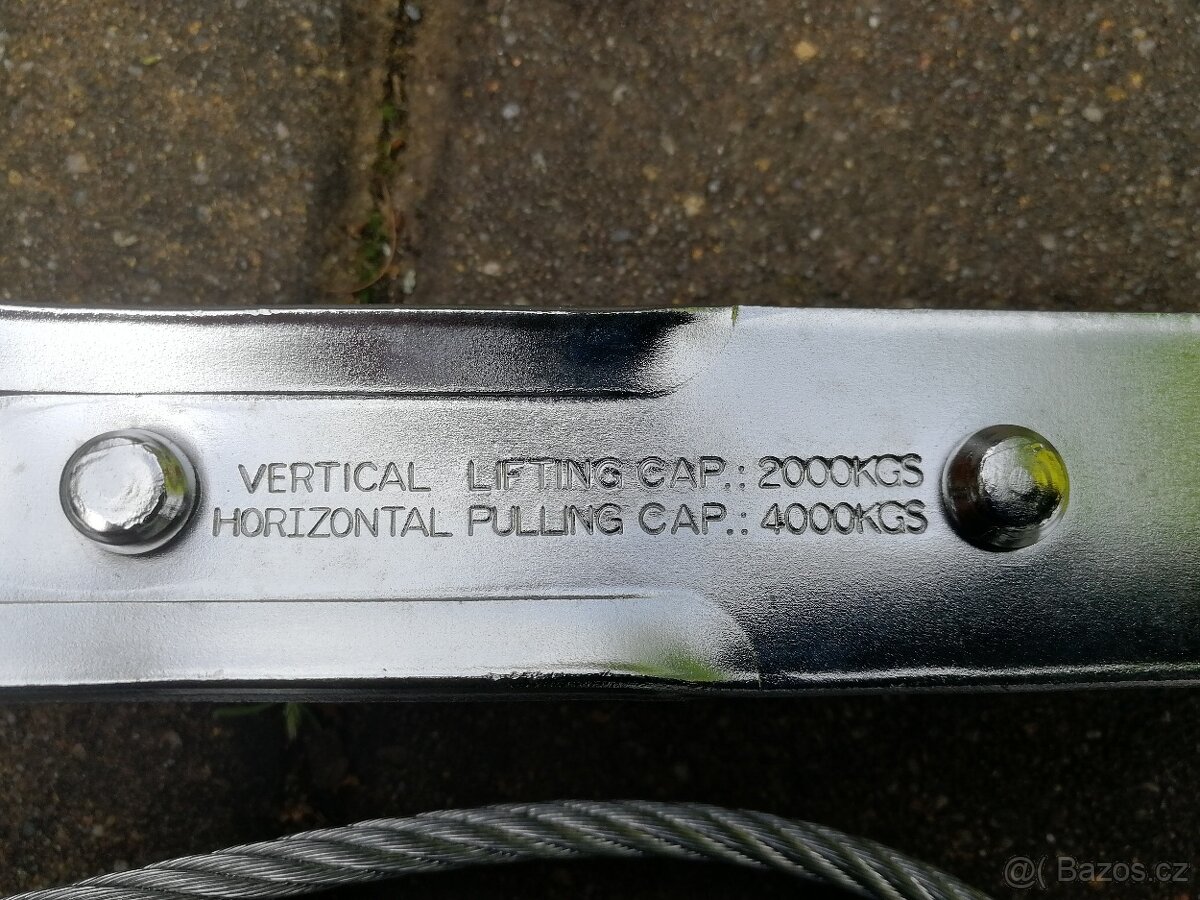 VERTICAL LIFTING CAP.: 2000KGS
HORIZONTAL PULLING CAP.: 4000KGS
@( Bazos.cz